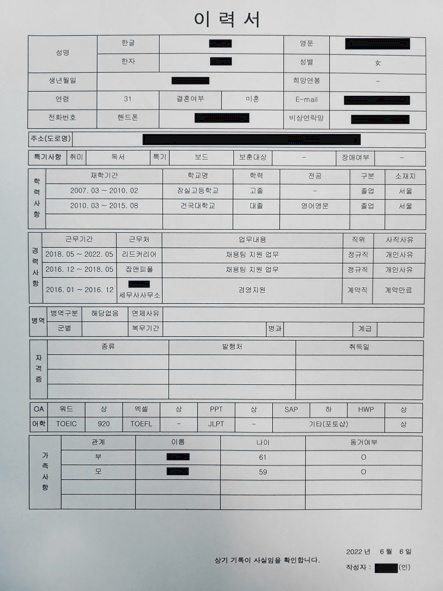 이 력 서
성명 한글 영문
한자 성별 女
생년월일 희망연봉 -
연령 31 결혼여부 미혼 E-mail
전화번호 핸드폰 비상연락망
주소(도로명)
특기사항 취미 독서 특기 보드 보훈대상 - 장애여부 -
학력사항 재학기간 학교명 학력 전공 구분 소재지
2007. 03 ~ 2010. 02 잠실고등학교 고졸 - 졸업 서울
2010. 03 ~ 2015. 08 건국대학교 대졸 영어영문 졸업 서울
경력사항 근무기간 근무처 업무내용 직위 사직사유
2018. 05 ~ 2022. 05 리드커리어 채용팀 지원 업무 정규직 개인사유
2016. 12 ~ 2018. 05 잡앤피플 채용팀 지원 업무 정규직 개인사유
2016. 01 ~ 2016. 12 세무사사무소 경영지원 계약직 계약만료
병역 병역구분 해당없음 면제사유
군별 복무기간 병과 계급
자격증 종류 발행처 취득일
OA 워드 상 엑셀 상 PPT 상 SAP 하 HWP 상
어학 TOEIC 920 TOEFL - JLPT - 기타(포토샵) 상
가족사항 관계 이름 나이 동거여부
부 61 O
모 59 O
2022 년 6 월 6 일
상기 기록이 사실임을 확인합니다.
작성자 : (인)